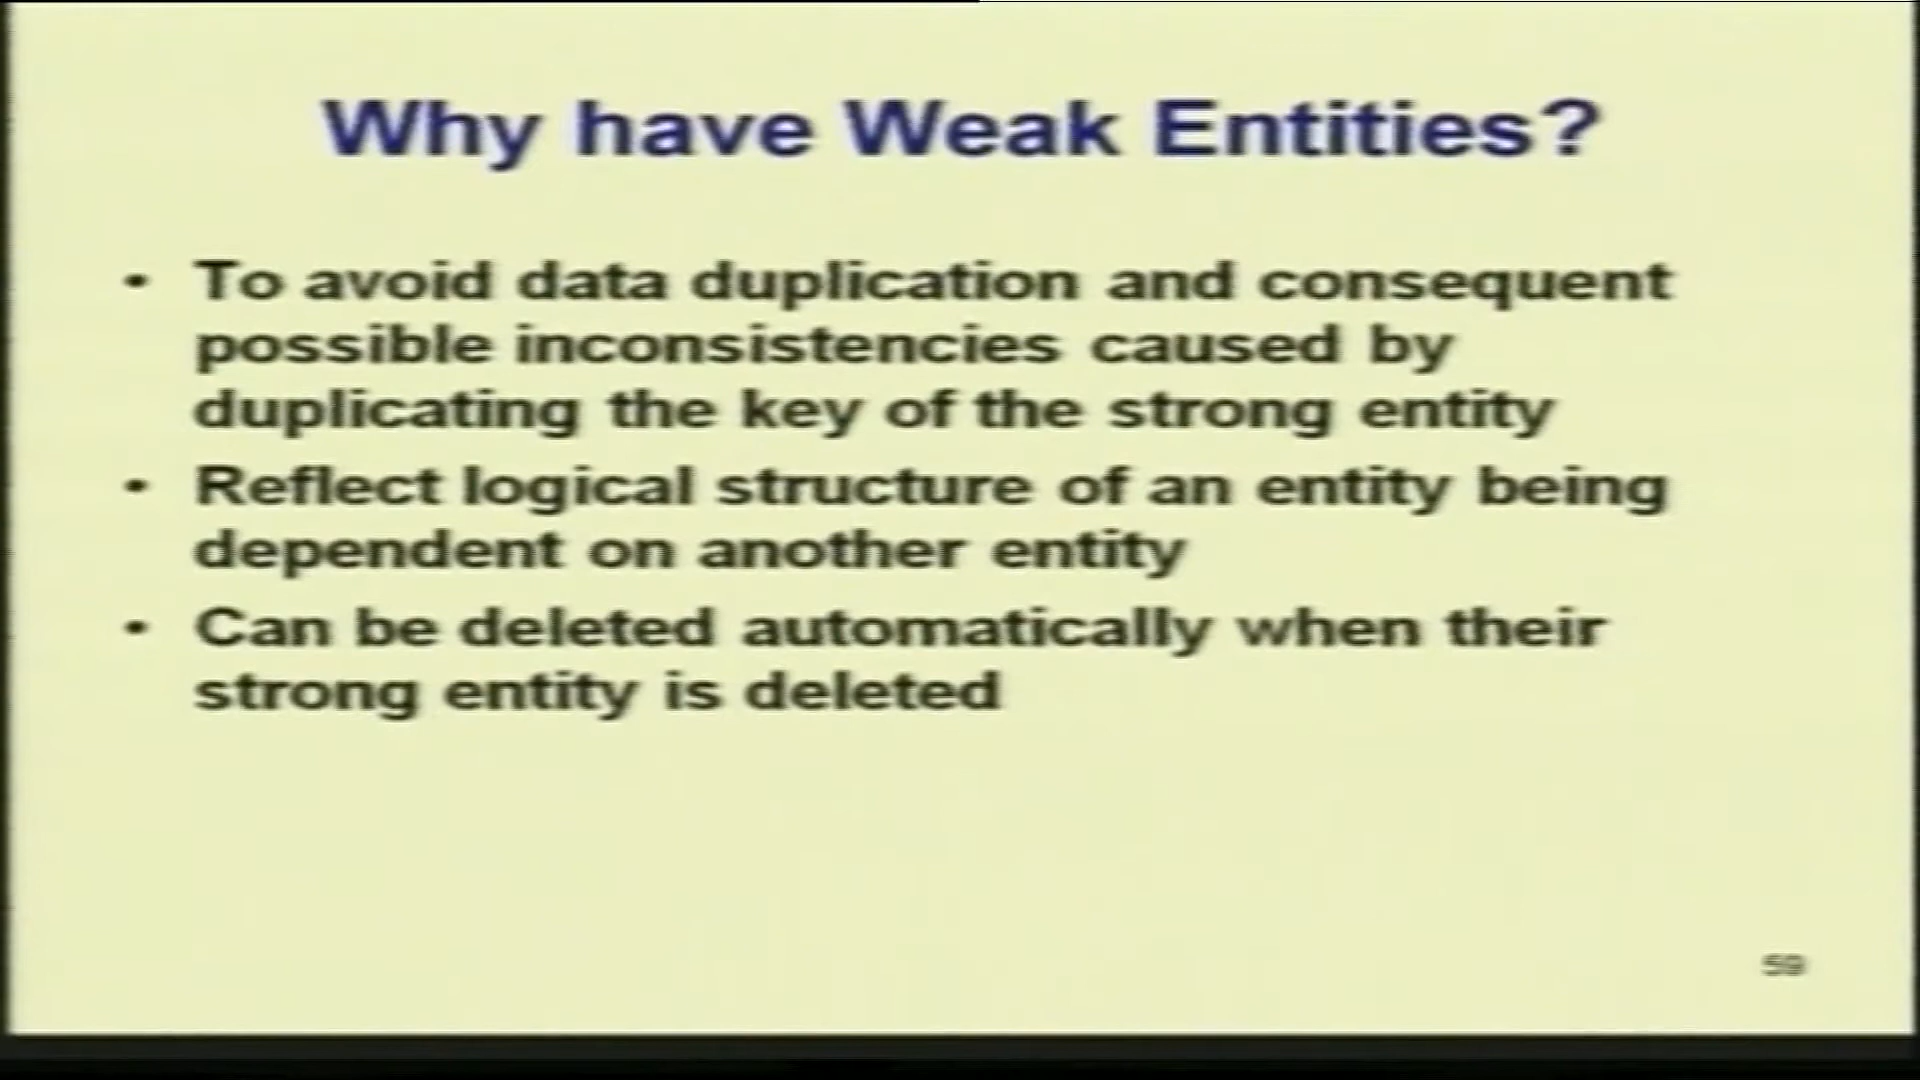 Why have Weak Entities?
• To avoid data duplication and consequent
possible inconsistencies caused by
duplicating the key of the strong entity
• Reflect logical structure of an entity being
dependent on another entity
• Can be deleted automatically when their
strong entity is deleted
59